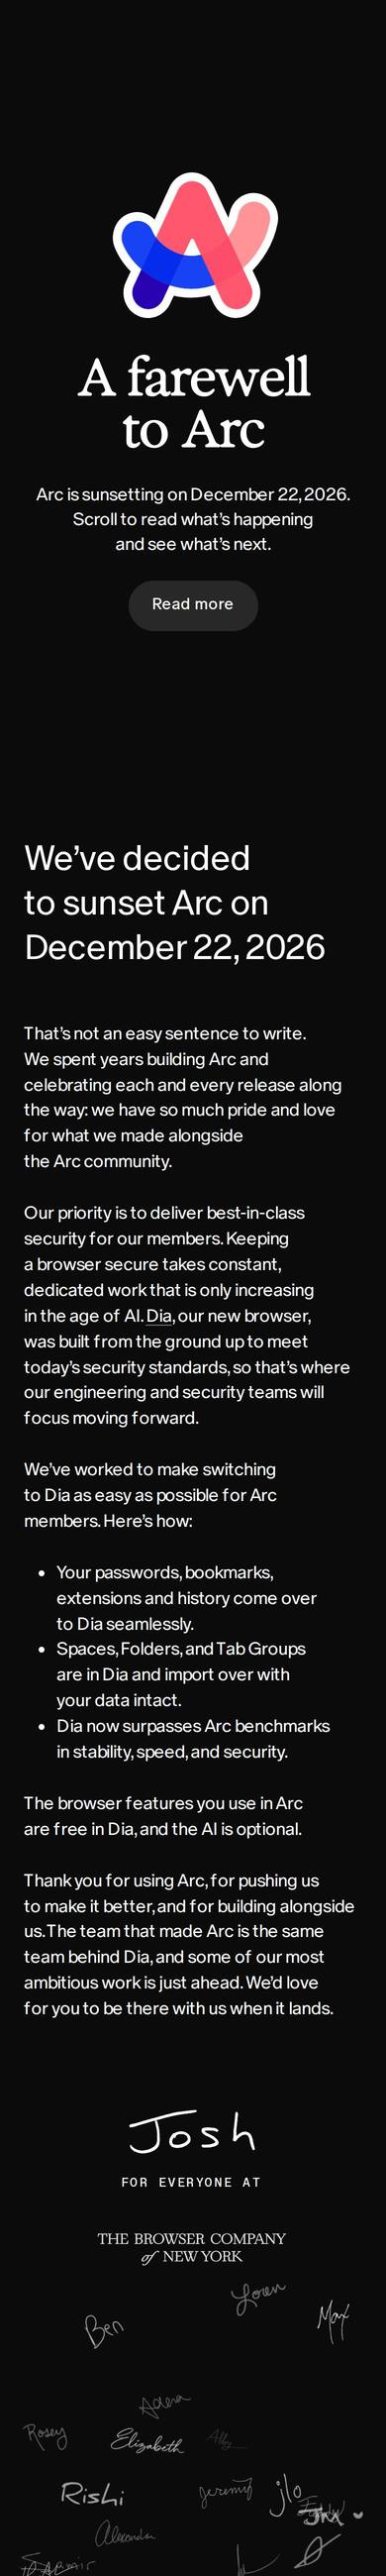 A farewell
to Arc
Arc is sunsetting on December 22, 2026.
Scroll to read what’s happening
and see what’s next.
Read more
We’ve decided
to sunset Arc on
December 22, 2026
That’s not an easy sentence to write.
We spent years building Arc and
celebrating each and every release along
the way: we have so much pride and love
for what we made alongside
the Arc community.
Our priority is to deliver best-in-class
security for our members. Keeping
a browser secure takes constant,
dedicated work that is only increasing
in the age of AI. Dia, our new browser,
was built from the ground up to meet
today’s security standards, so that’s where
our engineering and security teams will
focus moving forward.
We’ve worked to make switching
to Dia as easy as possible for Arc
members. Here’s how:
• Your passwords, bookmarks,
extensions and history come over
to Dia seamlessly.
• Spaces, Folders, and Tab Groups
are in Dia and import over with
your data intact.
• Dia now surpasses Arc benchmarks
in stability, speed, and security.
The browser features you use in Arc
are free in Dia, and the AI is optional.
Thank you for using Arc, for pushing us
to make it better, and for building alongside
us. The team that made Arc is the same
team behind Dia, and some of our most
ambitious work is just ahead. We’d love
for you to be there with us when it lands.
Josh
FOR EVERYONE AT
THE BROWSER COMPANY
of NEW YORK
Loren
Ben
Max
Adena
Rosey
Elizabeth
Rishi
Jeremy
jlo
Alexandra